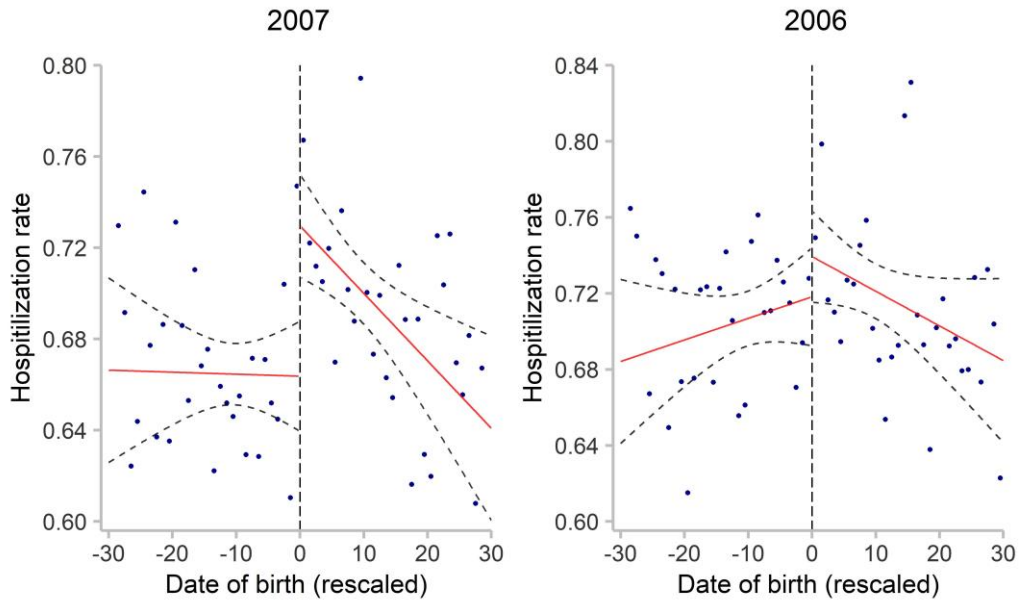 2007
0.80
0.76
0.72
0.68
0.64
0.60
Hospitilization rate
-30 -20 -10 0 10 20 30
Date of birth (rescaled)
2006
0.84
0.80
0.76
0.72
0.68
0.64
0.60
Hospitilization rate
-30 -20 -10 0 10 20 30
Date of birth (rescaled)